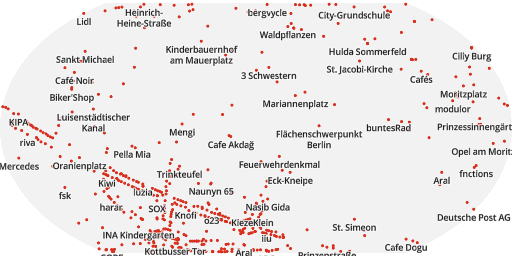 Heinrich-
Heine-Straße
bergvycle
City-Grundschule
Lidl
Waldpflanzen
Kinderbauernhof
am Mauerplatz
Hulda Sommerfeld
Cilly Burg
Sankt-Michael
St. Jacobi-Kirche
3 Schwestern
Café Noir
Cafés
Biker'Shop
Moritzplatz
Mariannenplatz
modulor
Luisenstädtischer
Kanal
KIPA
Mengi
Flächenschwerpunkt
Berlin
buntesRad
Prinzessinnengärt
riva
Cafe Akdağ
Pella Mia
Opel am Moritz
Mercedes
Oranienplatz
Feuerwehrdenkmal
Trinkteufel
fnctions
Kiwi
Eck-Kneipe
Aral
luzia
Naunyn 65
fsk
harar
SOX
Nasib Gida
Knofi
o23
KiezeKlein
Deutsche Post AG
St. Simeon
INA Kindergarten
iiu
Kottbusser Tor
Aral
Cafe Dogu
Prinzenstraße